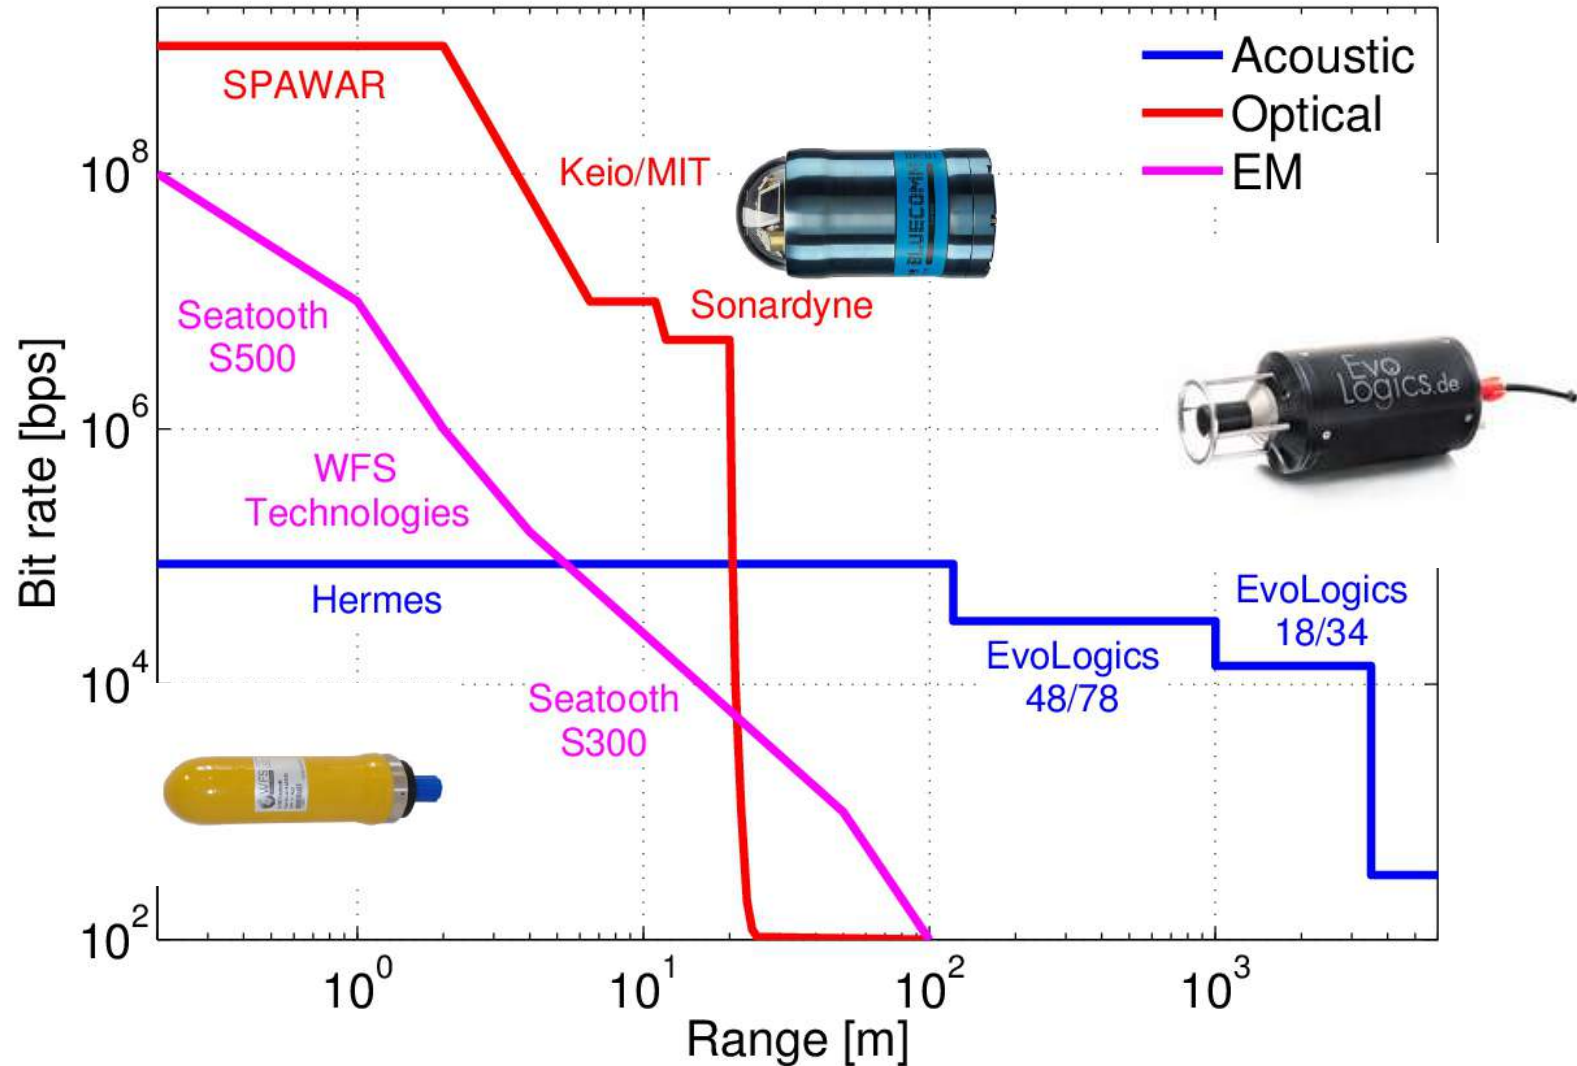 Acoustic
Optical
EM
SPAWAR
Keio/MIT
BLUECOMM
Sonardyne
Seatooth
S500
EvoLogics.de
WFS
Technologies
Hermes
EvoLogics
18/34
EvoLogics
48/78
Seatooth
S300
WFS
10^8
10^6
10^4
10^2
Bit rate [bps]
10^0
10^1
10^2
10^3
Range [m]